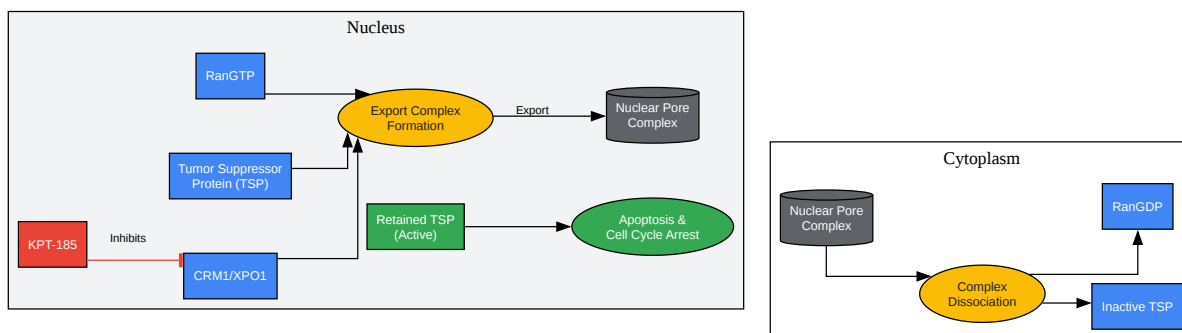 Nucleus
RanGTP
Export Complex
Formation
Export
Nuclear Pore
Complex
Tumor Suppressor
Protein (TSP)
KPT-185
Inhibits
CRM1/XPO1
Retained TSP
(Active)
Apoptosis &
Cell Cycle Arrest
Cytoplasm
Nuclear Pore
Complex
RanGDP
Complex
Dissociation
Inactive TSP